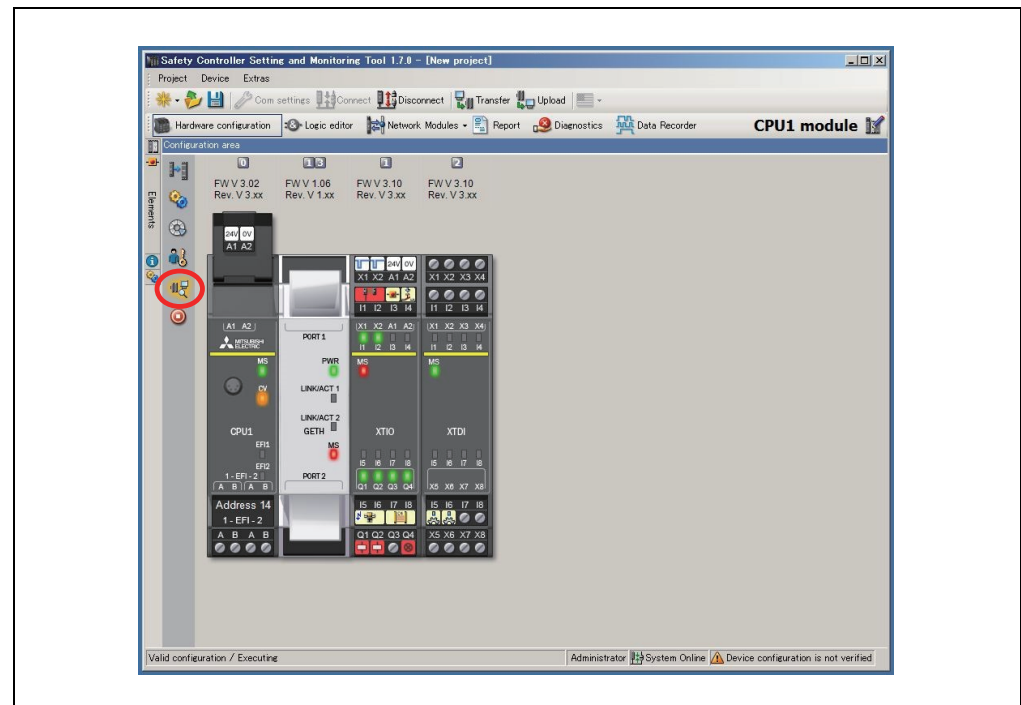 Safety Controller Setting and Monitoring Tool 1.7.0 - [New project]
Project Device Extras
Com settings Connect Disconnect Transfer Upload
Hardware configuration Logic editor Network Modules Report Diagnostics Data Recorder CPU1 module
Configuration area
Elements
0 13 1 2
FW V 3.02 FW V 1.06 FW V 3.10 FW V 3.10
Rev. V 3.xx Rev. V 1.xx Rev. V 3.xx Rev. V 3.xx
24V 0V
A1 A2
24V 0V
X1 X2 A1 A2 X1 X2 X3 X4
I1 I2 I3 I4 I1 I2 I3 I4
A1 A2 PORT 1 X1 X2 A1 A2 X1 X2 X3 X4
MITSUBISHI ELECTRIC I1 I2 I3 I4 I1 I2 I3 I4
MS PWR MS MS
CV LINK/ACT 1
LINK/ACT 2
CPU1 GETH XTIO XTDI
EFI1 MS
EFI2 I5 I6 I7 I8 I5 I6 I7 I8
1 - EFI - 2 PORT 2
A B A B Q1 Q2 Q3 Q4 X5 X6 X7 X8
Address 14 I5 I6 I7 I8 I5 I6 I7 I8
1 - EFI - 2
A B A B Q1 Q2 Q3 Q4 X5 X6 X7 X8
Valid configuration / Executing Administrator System Online Device configuration is not verified